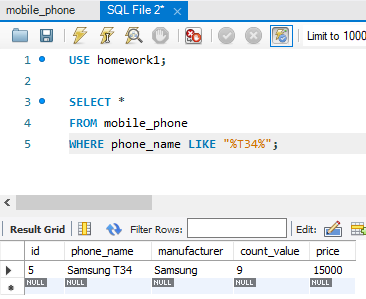 mobile_phone SQL File 2* ×
Limit to 1000
1 USE homework1;
2
3 SELECT *
4 FROM mobile_phone
5 WHERE phone_name LIKE "%T34%";
Result Grid Filter Rows: Edit:
id phone_name manufacturer count_value price
5 Samsung T34 Samsung 9 15000
NULL NULL NULL NULL NULL